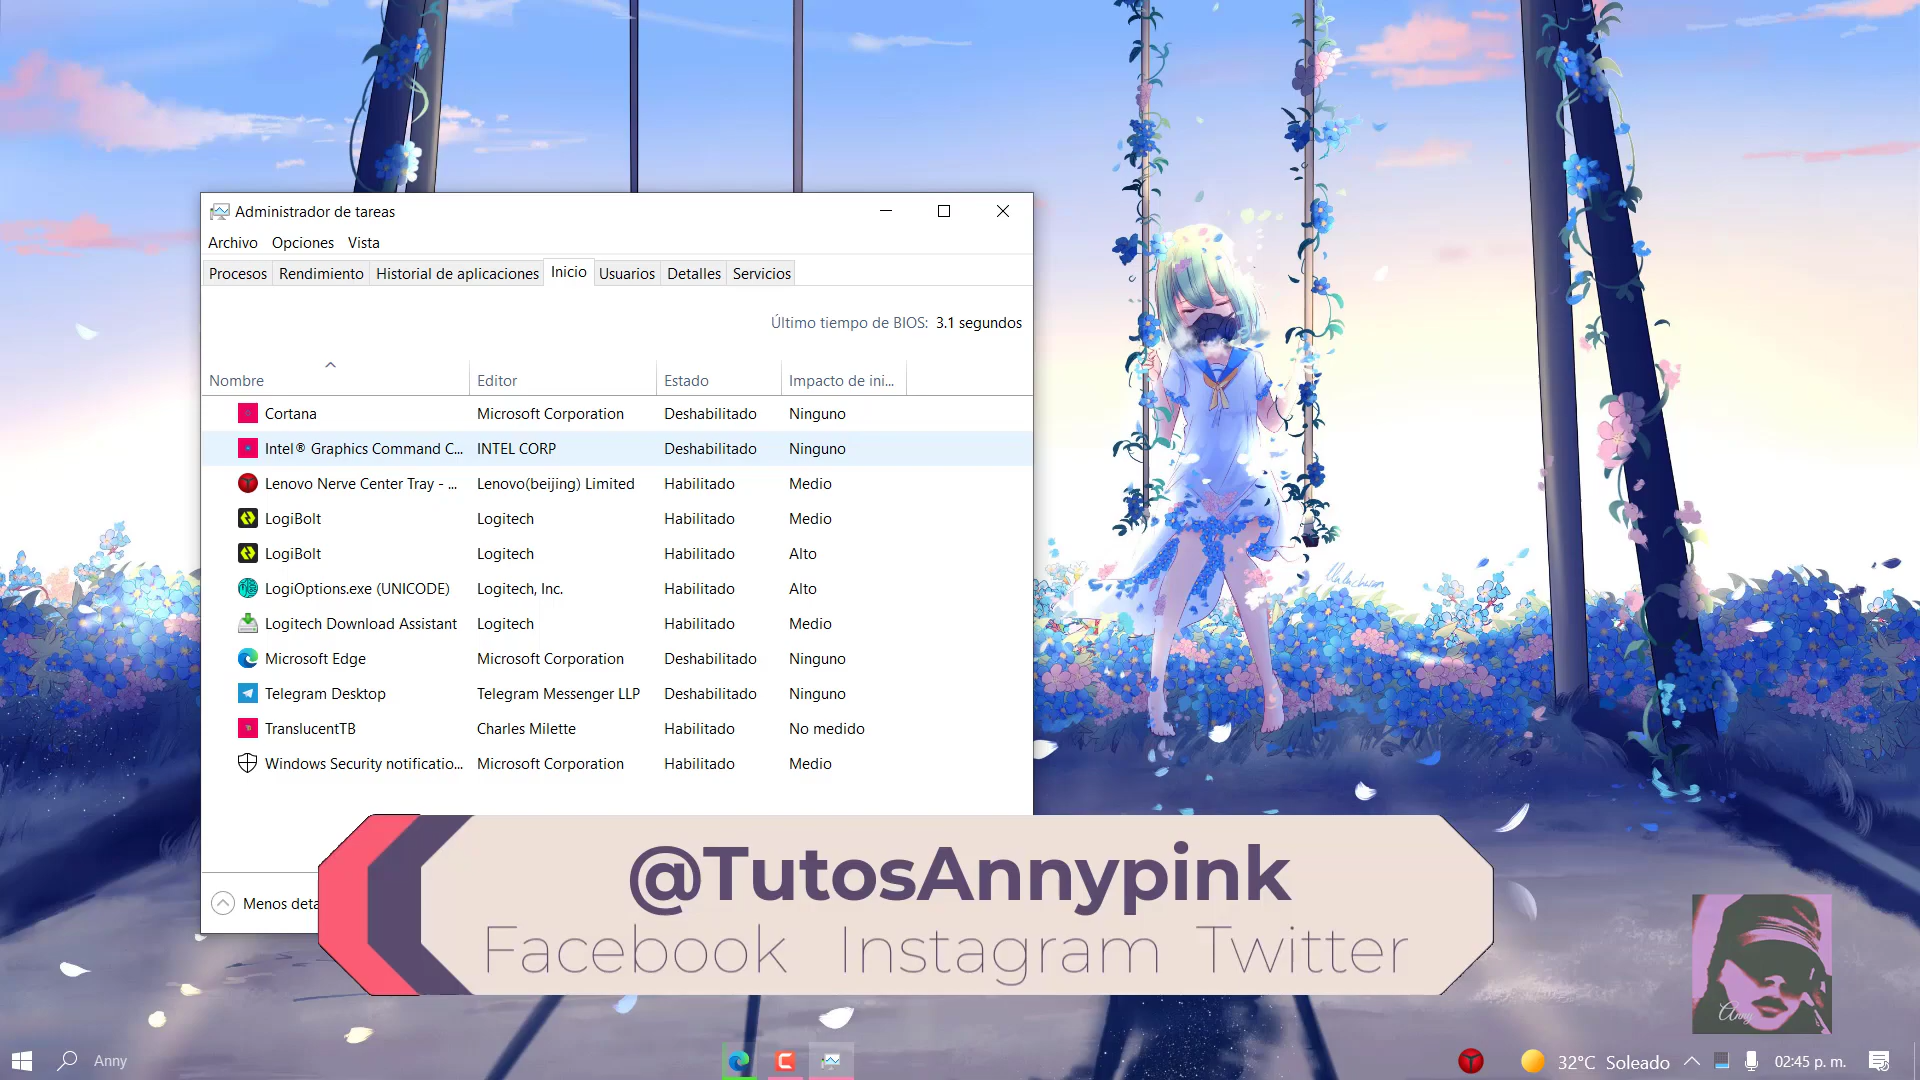 Administrador de tareas
Archivo Opciones Vista
Procesos Rendimiento Historial de aplicaciones Inicio Usuarios Detalles Servicios
Último tiempo de BIOS: 3.1 segundos
Nombre Editor Estado Impacto de ini...
Cortana Microsoft Corporation Deshabilitado Ninguno
Intel® Graphics Command C... INTEL CORP Deshabilitado Ninguno
Lenovo Nerve Center Tray - ... Lenovo(beijing) Limited Habilitado Medio
LogiBolt Logitech Habilitado Medio
LogiBolt Logitech Habilitado Alto
LogiOptions.exe (UNICODE) Logitech, Inc. Habilitado Alto
Logitech Download Assistant Logitech Habilitado Medio
Microsoft Edge Microsoft Corporation Deshabilitado Ninguno
Telegram Desktop Telegram Messenger LLP Deshabilitado Ninguno
TranslucentTB Charles Milette Habilitado No medido
Windows Security notificatio... Microsoft Corporation Habilitado Medio
Menos deta
@TutosAnnypink
Facebook Instagram Twitter
Anny
Anny
32°C Soleado
02:45 p. m.